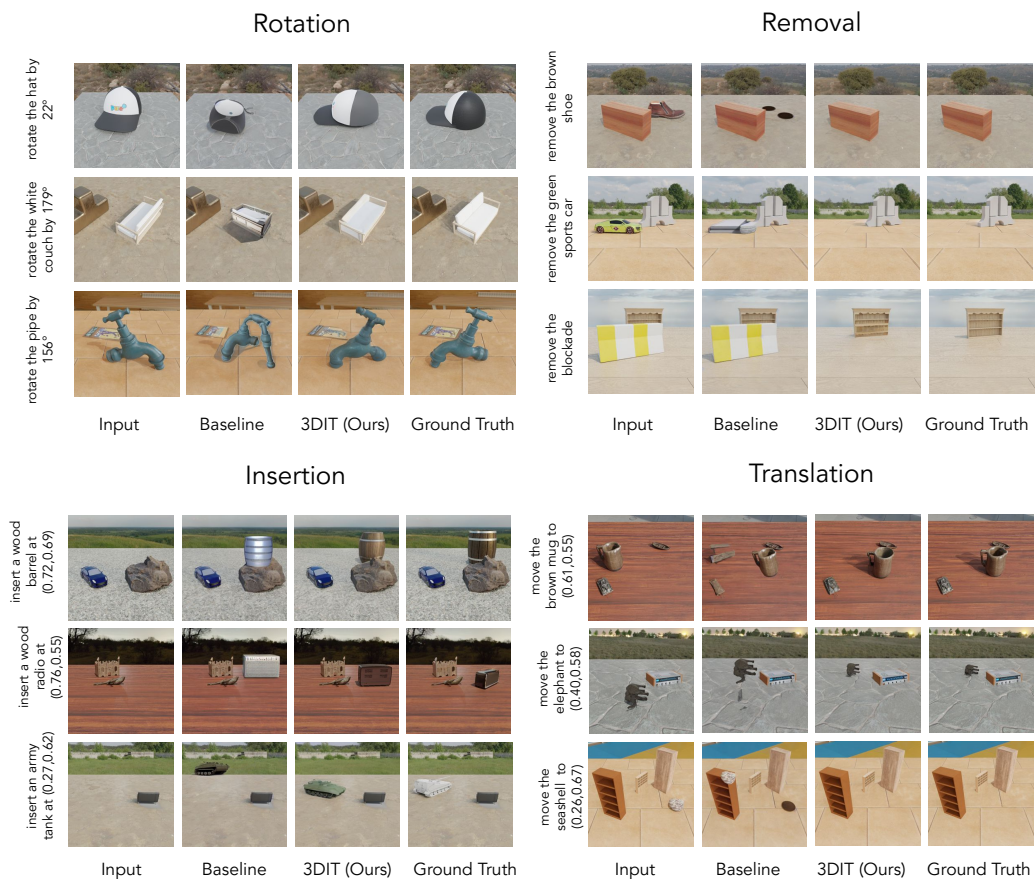 Rotation
rotate the hat by
22º
rotate the white
couch by 179º
rotate the pipe by
156º
Input
Baseline
3DIT (Ours)
Ground Truth
Removal
remove the brown
shoe
remove the green
sports car
remove the
blockade
Input
Baseline
3DIT (Ours)
Ground Truth
Insertion
insert a wood
barrel at
(0.72,0.69)
insert a wood
radio at
(0.76,0.55)
insert an army
tank at (0.27,0.62)
Input
Baseline
3DIT (Ours)
Ground Truth
Translation
move the
brown mug to
(0.61,0.55)
move the
elephant to
(0.40,0.58)
move the
seashell to
(0.26,0.67)
Input
Baseline
3DIT (Ours)
Ground Truth